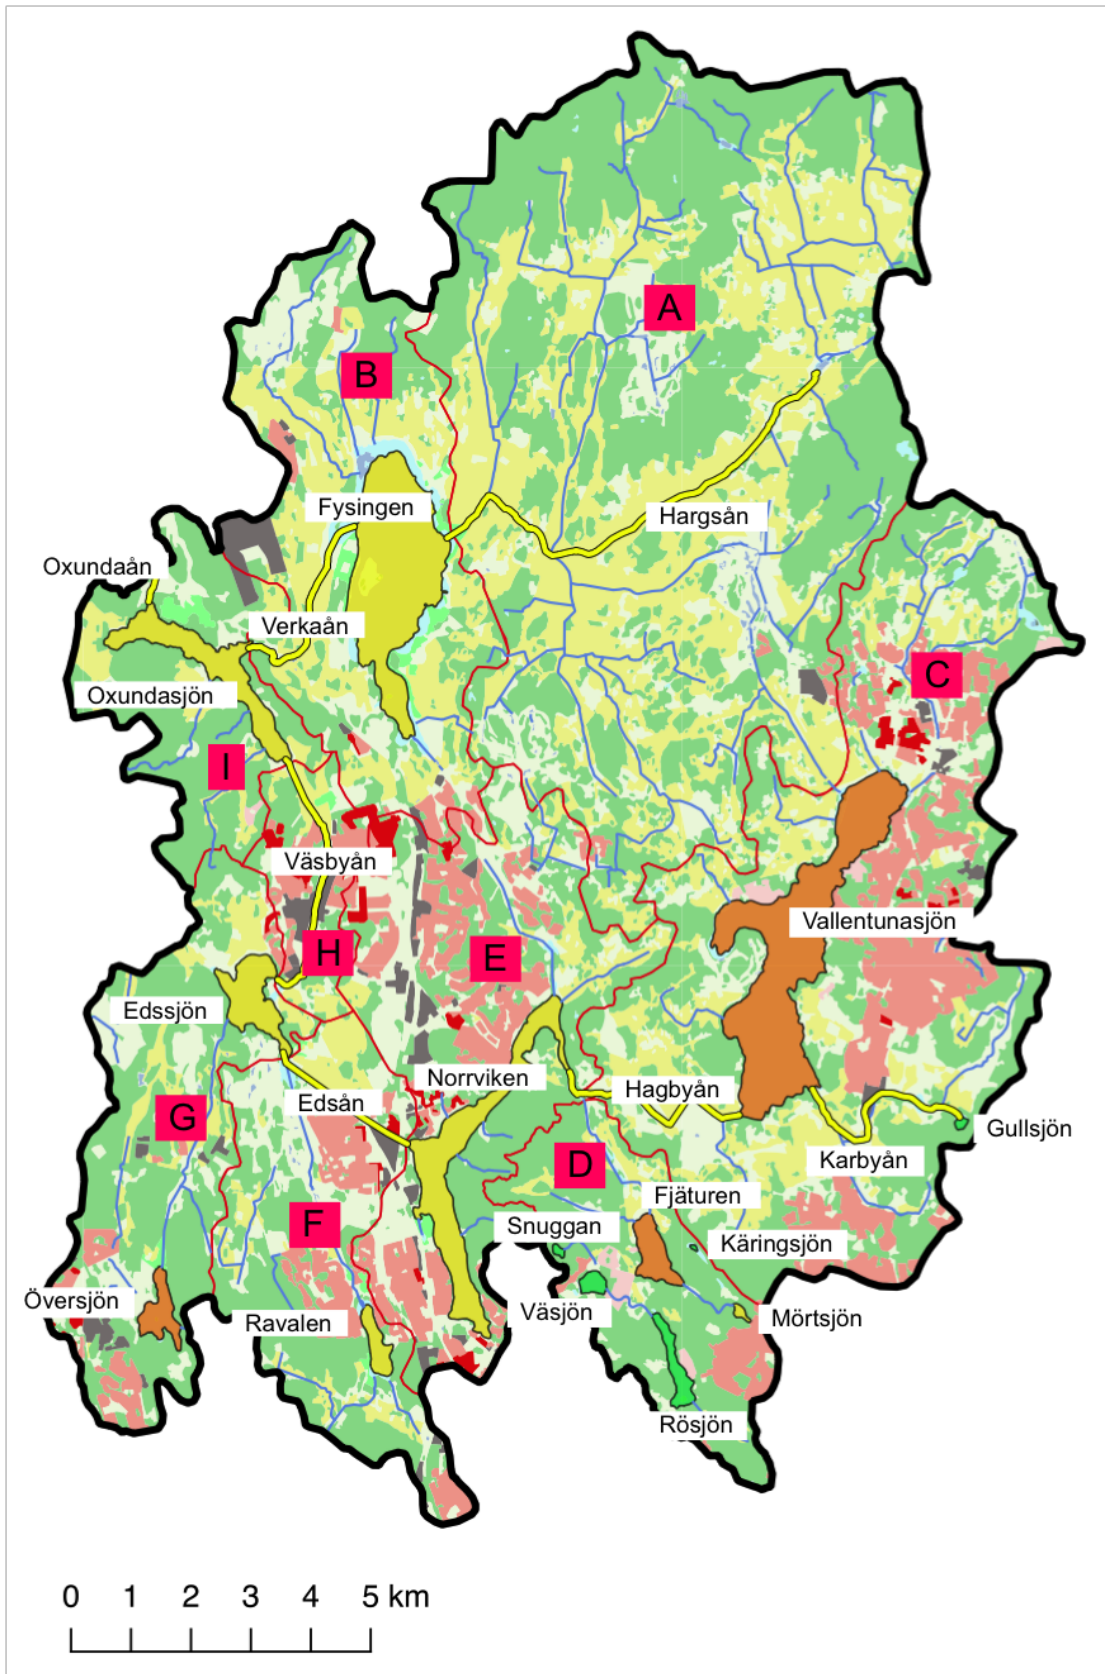 A
B
Fysingen
Hargsån
Oxundaån
Verkaån
C
Oxundasjön
I
Väsbyån
Vallentunasjön
H
E
Edssjön
Norrviken
Hagbyån
Edsån
G
Gullsjön
Karbyån
D
Fjäturen
F
Snuggan
Käringsjön
Översjön
Väsjön
Mörtsjön
Ravalen
Rösjön
0 1 2 3 4 5 km